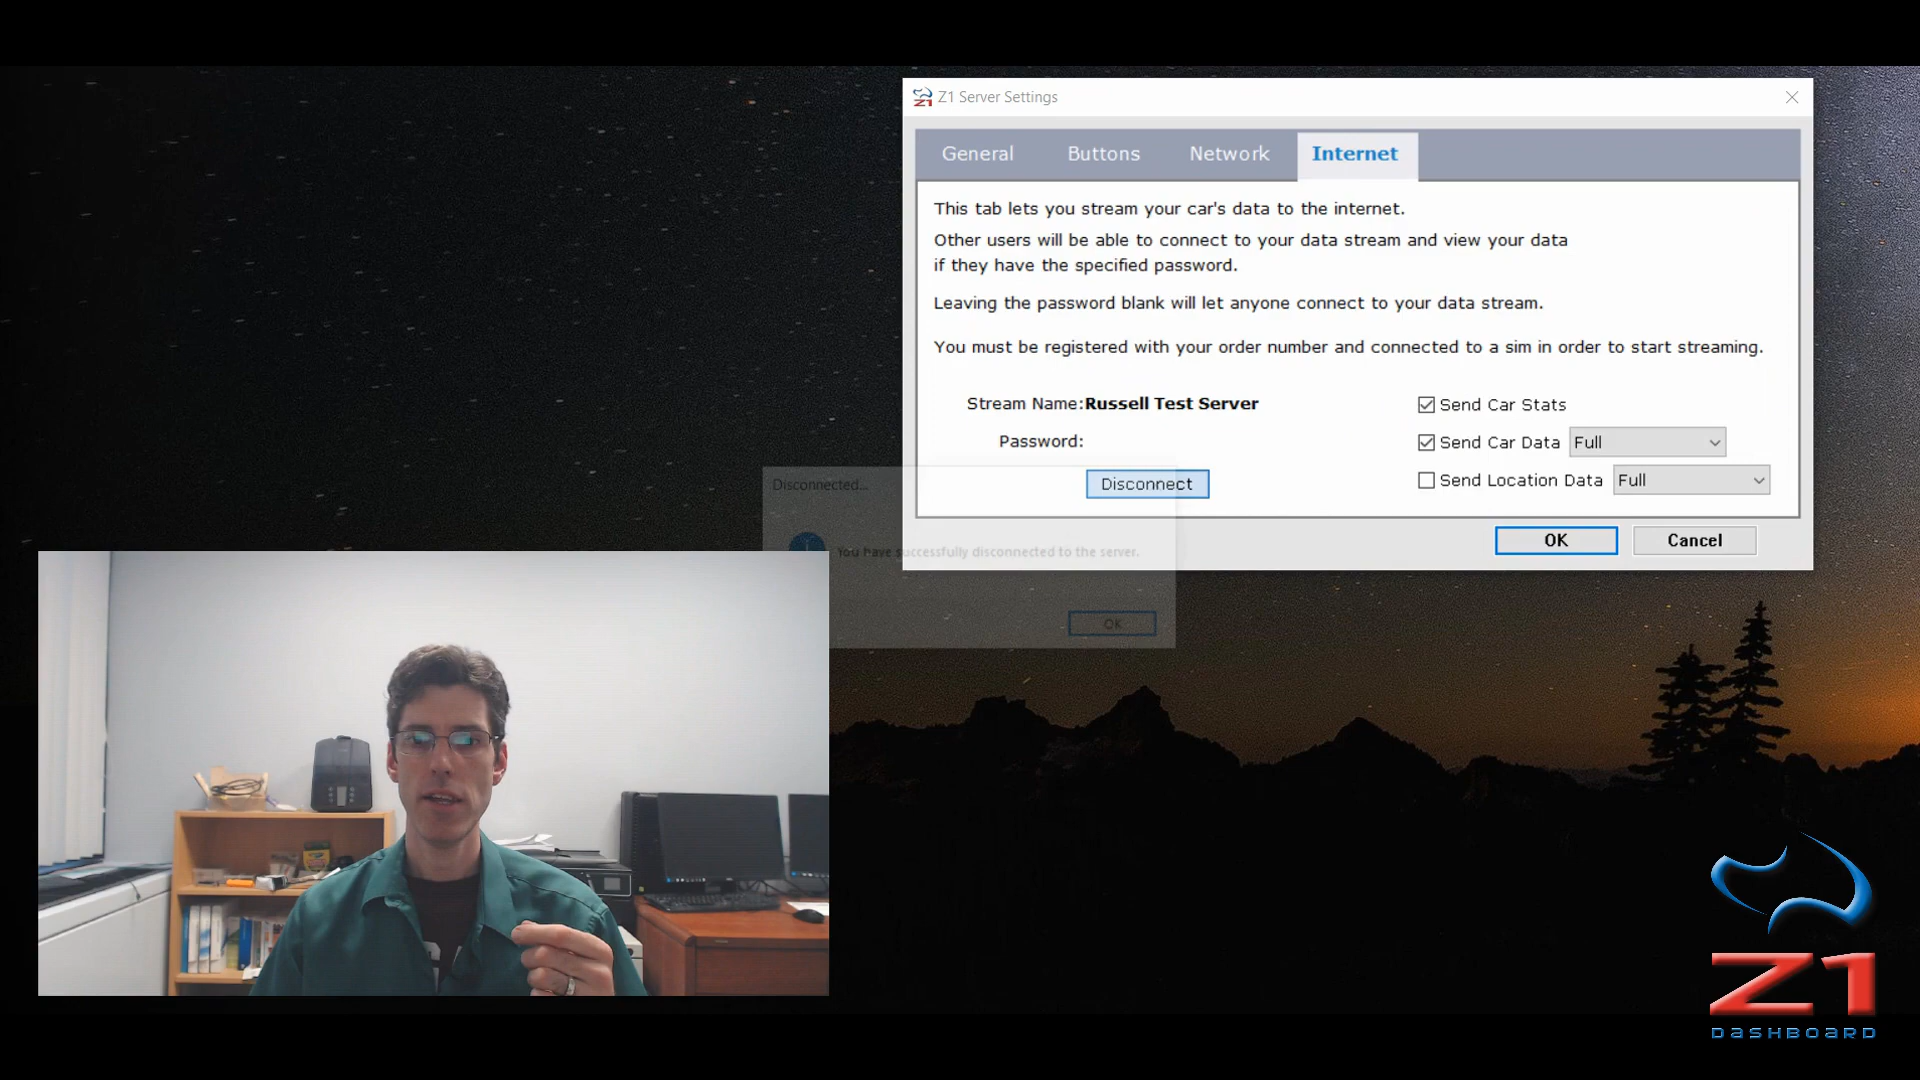 Z1 Server Settings
General Buttons Network Internet
This tab lets you stream your car's data to the internet.
Other users will be able to connect to your data stream and view your data
if they have the specified password.
Leaving the password blank will let anyone connect to your data stream.
You must be registered with your order number and connected to a sim in order to start streaming.
Stream Name: Russell Test Server
Password:
Disconnect
Send Car Stats
Send Car Data Full
Send Location Data Full
OK Cancel
Disconnected...
You have successfully disconnected to the server.
OK
Z1
DASHBOARD